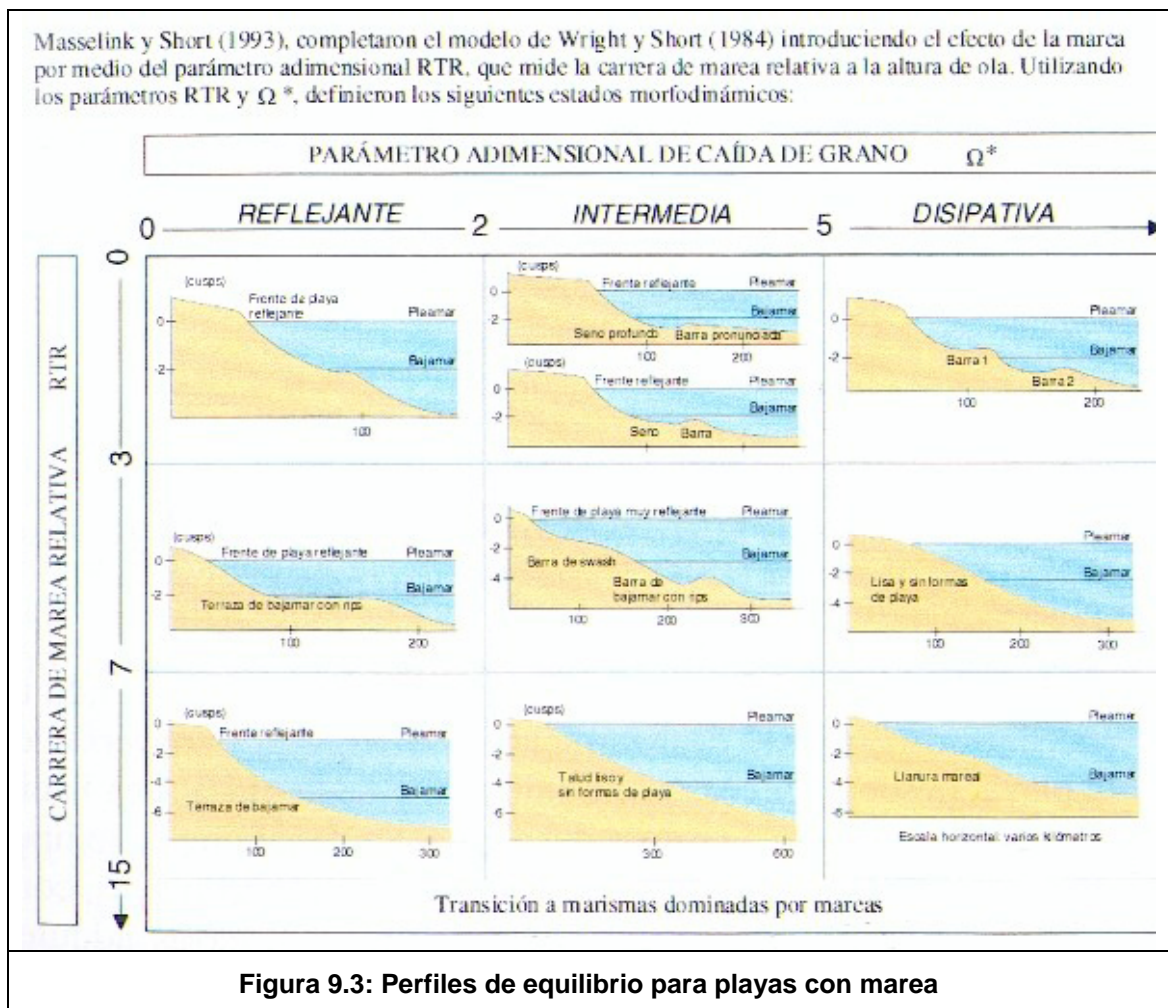 Masselink y Short (1993), completaron el modelo de Wright y Short (1984) introduciendo el efecto de la marea
por medio del parámetro adimensional RTR, que mide la carrera de marea relativa a la altura de ola. Utilizando
los parámetros RTR y Ω *, definieron los siguientes estados morfodinámicos:
PARÁMETRO ADIMENSIONAL DE CAÍDA DE GRANO Ω*
0 REFLEJANTE 2 INTERMEDIA 5 DISIPATIVA
CARRERA DE MAREA RELATIVA RTR
0
3
7
15
(cusps)
Frente de playa
reflejante
Pleamar
Bajamar
0
-2
100
(cusps)
Frente reflejante
Pleamar
Bajamar
Seno profundo
Barra pronunciada
0
-2
100 200
(cusps)
Frente reflejante
Pleamar
Bajamar
Seno
Barra
0
-2
Pleamar
Bajamar
Barra 1
Barra 2
0
-2
100 200
(cusps)
Frente de playa reflejante
Pleamar
Bajamar
Terraza de bajamar con rips
0
-2
100 200
Frente de playa muy reflejante
Pleamar
Bajamar
Barra de swash
Barra de
bajamar con rips
0
-2
-4
100 200 300
Pleamar
Bajamar
Lisa y sin formas
de playa
0
-2
-4
100 200 300
(cusps)
Frente reflejante
Pleamar
Bajamar
Terraza de bajamar
0
-2
-4
-6
100 200 300
(cusps)
Pleamar
Bajamar
Talud liso y
sin formas de playa
0
-2
-4
-6
300 600
Pleamar
Bajamar
Llanura mareal
0
-2
-4
-6
Escala horizontal: varios kilómetros
Transición a marismas dominadas por mareas
Figura 9.3: Perfiles de equilibrio para playas con marea